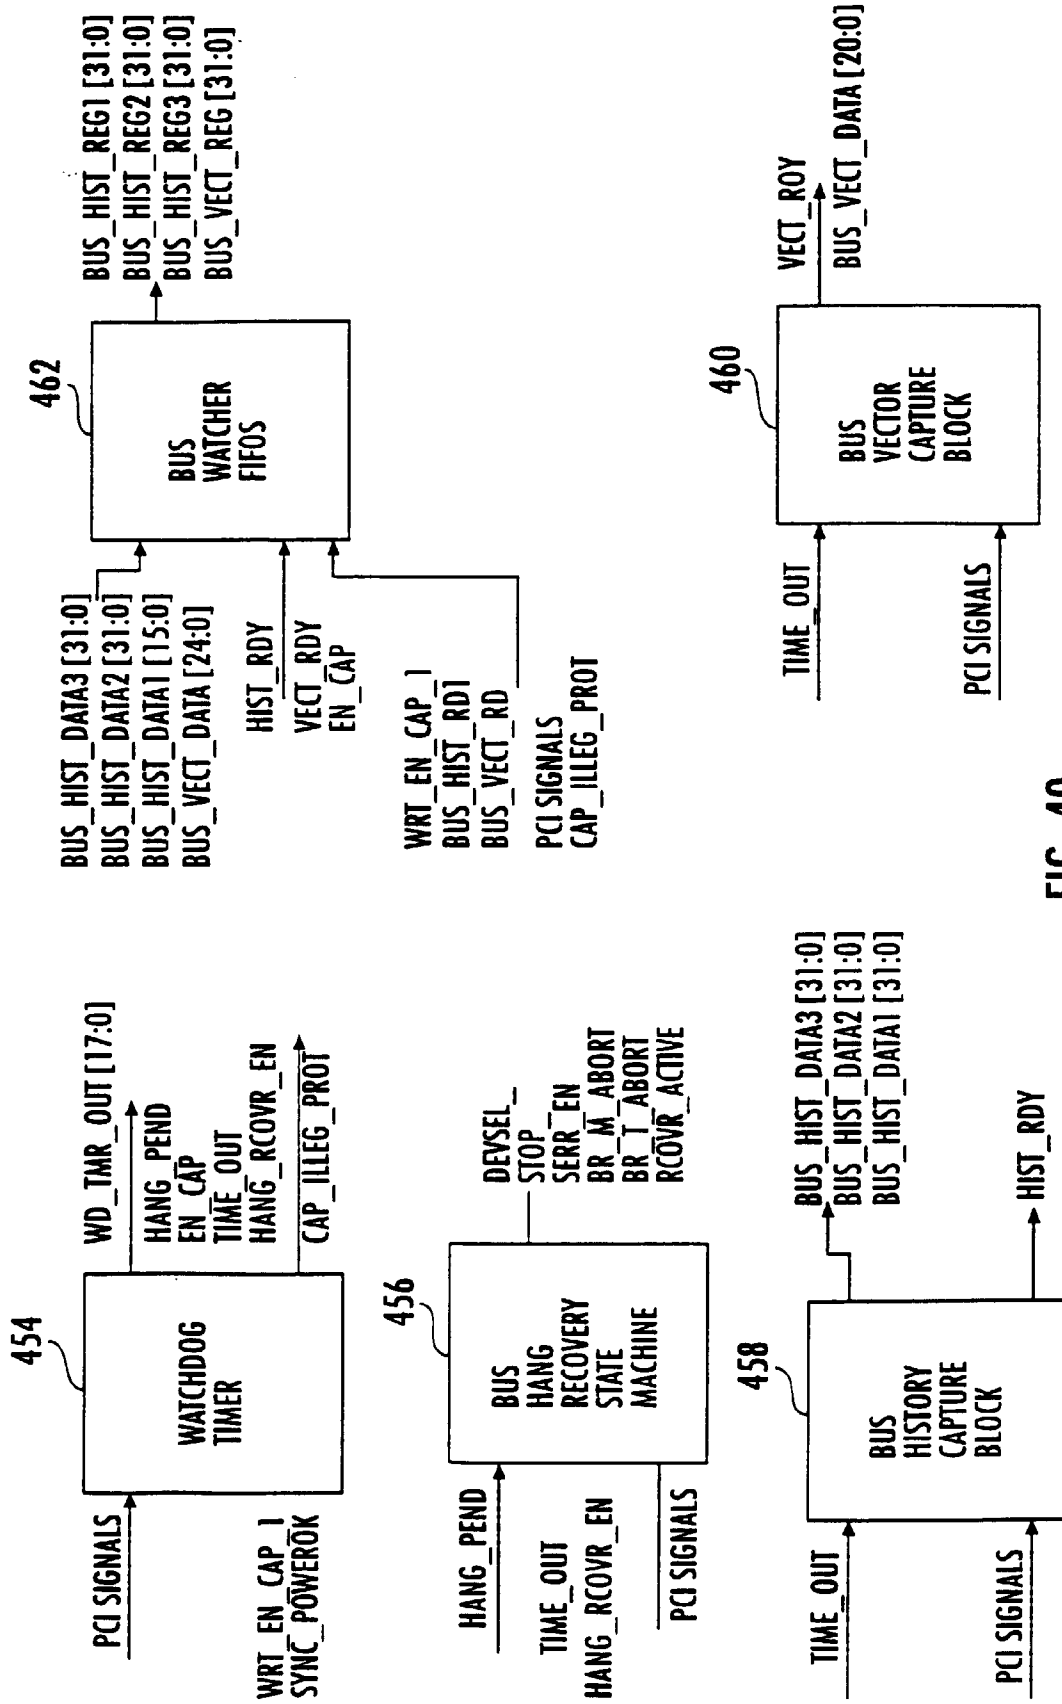 454
WATCHDOG
TIMER
PCI SIGNALS
WRT_EN_CAP_1
SYNC_POWEROK
WD_TMR_OUT [17:0]
HANG_PEND
EN_CAP
TIME_OUT
HANG_RCOVR_EN
CAP_ILLEG_PROT
456
BUS
HANG
RECOVERY
STATE
MACHINE
HANG_PEND
TIME_OUT
HANG_RCOVR_EN
PCI SIGNALS
DEVSEL_
STOP_
SERR_EN
BR_M_ABORT
BR_T_ABORT
RCOVR_ACTIVE
458
BUS
HISTORY
CAPTURE
BLOCK
TIME_OUT
PCI SIGNALS
BUS_HIST_DATA3 [31:0]
BUS_HIST_DATA2 [31:0]
BUS_HIST_DATA1 [31:0]
HIST_RDY
462
BUS
WATCHER
FIFOS
BUS_HIST_DATA3 [31:0]
BUS_HIST_DATA2 [31:0]
BUS_HIST_DATA1 [15:0]
BUS_VECT_DATA [24:0]
HIST_RDY
VECT_RDY
EN_CAP
WRT_EN_CAP_1
BUS_HIST_RD1
BUS_VECT_RD
PCI SIGNALS
CAP_ILLEG_PROT
BUS_HIST_REG1 [31:0]
BUS_HIST_REG2 [31:0]
BUS_HIST_REG3 [31:0]
BUS_VECT_REG [31:0]
460
BUS
VECTOR
CAPTURE
BLOCK
TIME_OUT
PCI SIGNALS
VECT_ROY
BUS_VECT_DATA [20:0]